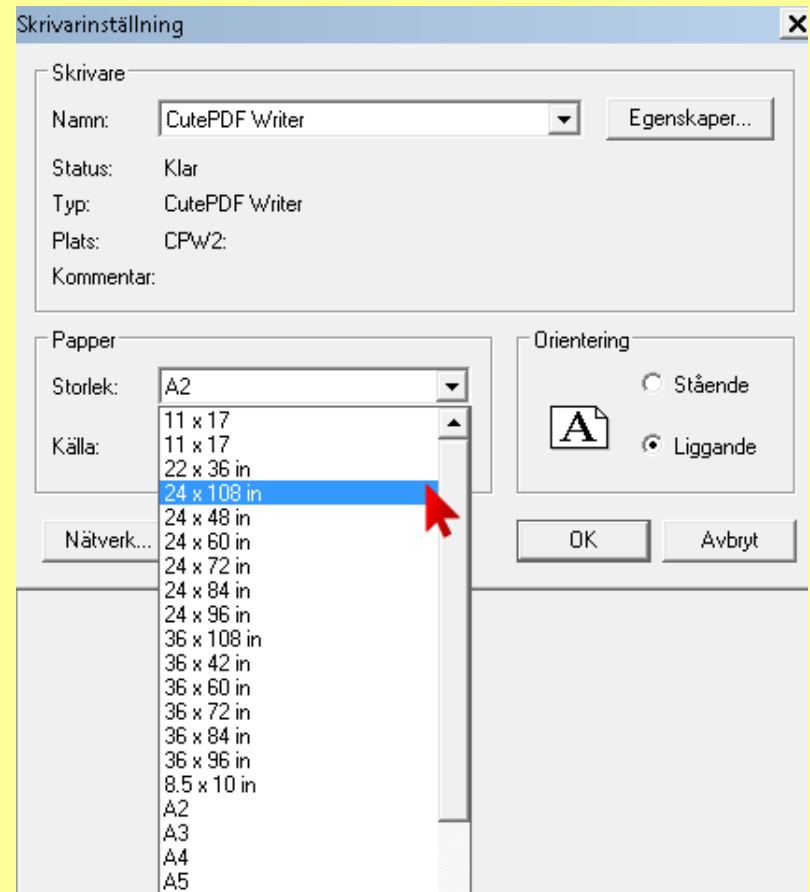 Skrivarinställning
Skrivare
Namn: CutePDF Writer Egenskaper...
Status: Klar
Typ: CutePDF Writer
Plats: CPW2:
Kommentar:
Papper
Storlek: A2
Källa:
11 x 17
11 x 17
22 x 36 in
24 x 108 in
24 x 48 in
24 x 60 in
24 x 72 in
24 x 84 in
24 x 96 in
36 x 108 in
36 x 42 in
36 x 60 in
36 x 72 in
36 x 84 in
36 x 96 in
8.5 x 10 in
A2
A3
A4
A5
Orientering
Stående
A
Liggande
Nätverk...
OK Avbryt